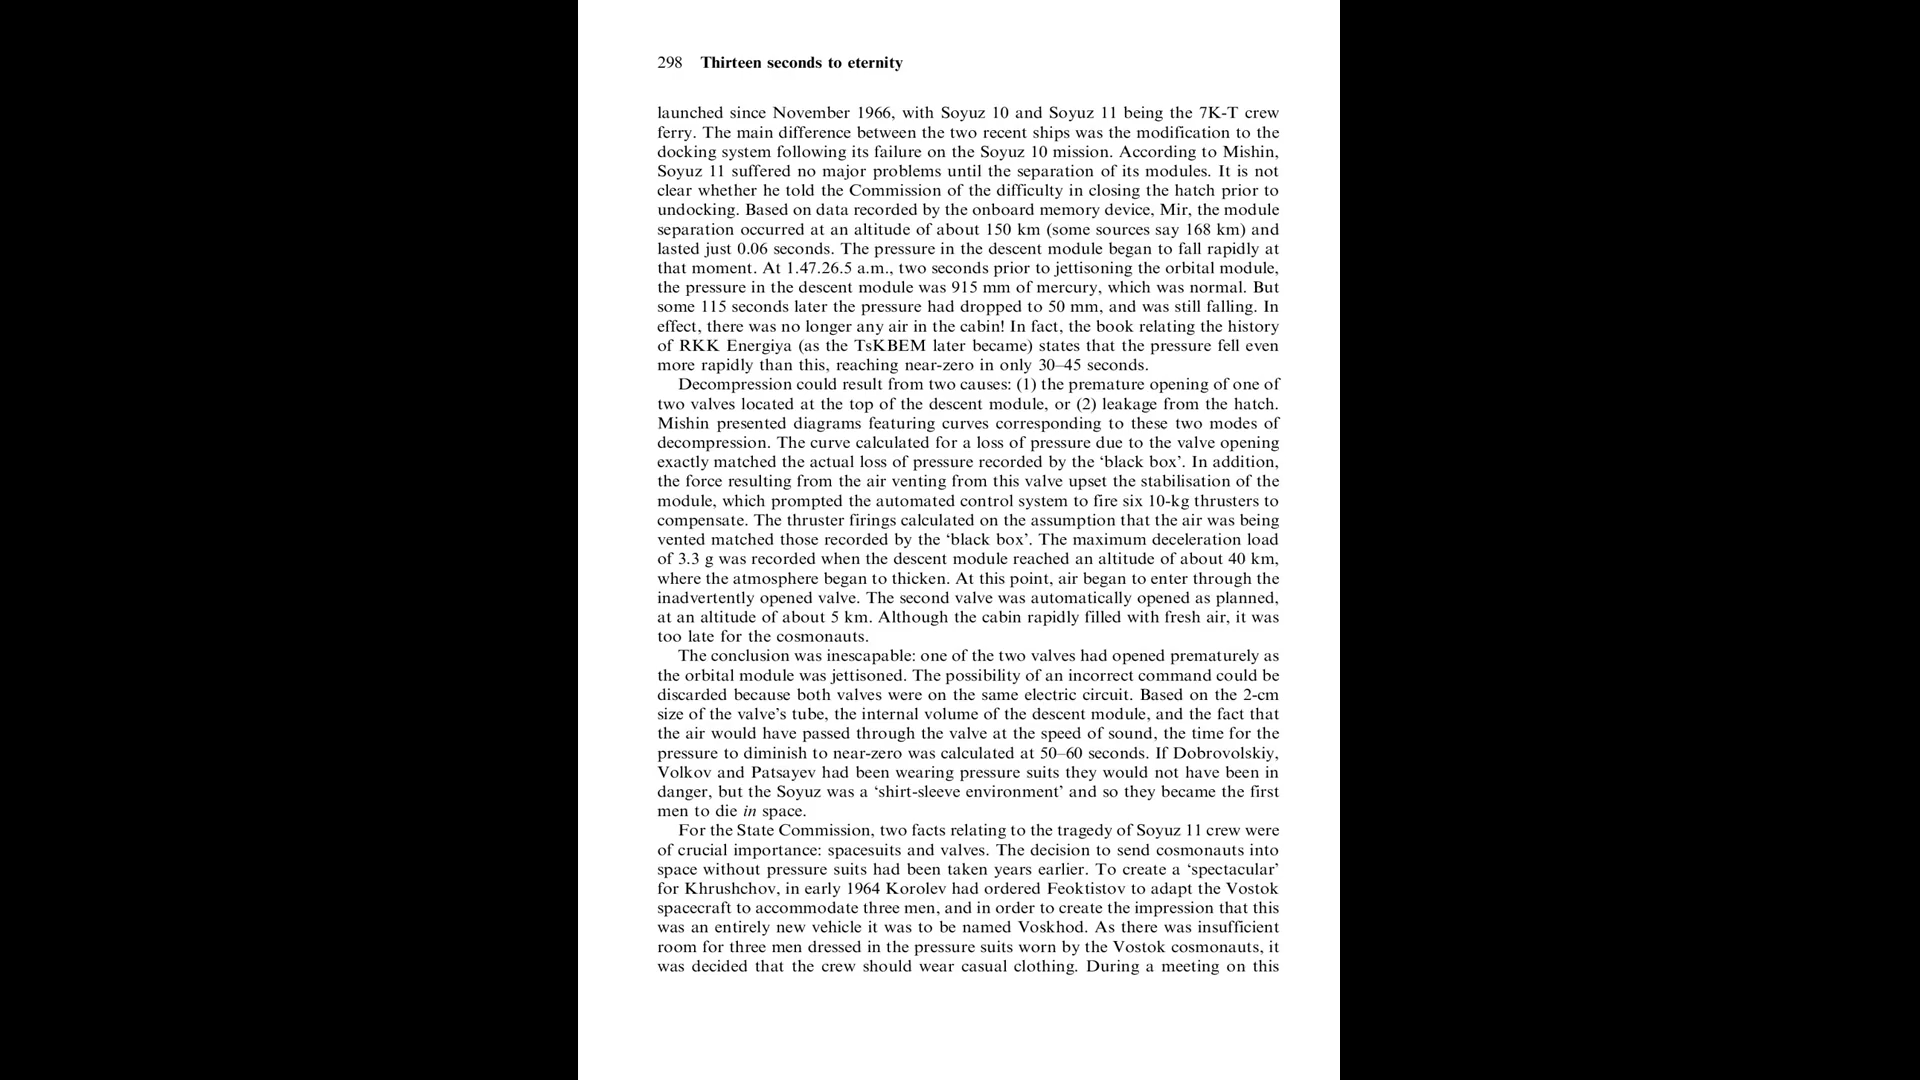 298 Thirteen seconds to eternity
launched since November 1966, with Soyuz 10 and Soyuz 11 being the 7K-T crew
ferry. The main difference between the two recent ships was the modification to the
docking system following its failure on the Soyuz 10 mission. According to Mishin,
Soyuz 11 suffered no major problems until the separation of its modules. It is not
clear whether he told the Commission of the difficulty in closing the hatch prior to
undocking. Based on data recorded by the onboard memory device, Mir, the module
separation occurred at an altitude of about 150 km (some sources say 168 km) and
lasted just 0.06 seconds. The pressure in the descent module began to fall rapidly at
that moment. At 1.47.26.5 a.m., two seconds prior to jettisoning the orbital module,
the pressure in the descent module was 915 mm of mercury, which was normal. But
some 115 seconds later the pressure had dropped to 50 mm, and was still falling. In
effect, there was no longer any air in the cabin! In fact, the book relating the history
of RKK Energiya (as the TsKBEM later became) states that the pressure fell even
more rapidly than this, reaching near-zero in only 30–45 seconds.
Decompression could result from two causes: (1) the premature opening of one of
two valves located at the top of the descent module, or (2) leakage from the hatch.
Mishin presented diagrams featuring curves corresponding to these two modes of
decompression. The curve calculated for a loss of pressure due to the valve opening
exactly matched the actual loss of pressure recorded by the ‘black box’. In addition,
the force resulting from the air venting from this valve upset the stabilisation of the
module, which prompted the automated control system to fire six 10-kg thrusters to
compensate. The thruster firings calculated on the assumption that the air was being
vented matched those recorded by the ‘black box’. The maximum deceleration load
of 3.3 g was recorded when the descent module reached an altitude of about 40 km,
where the atmosphere began to thicken. At this point, air began to enter through the
inadvertently opened valve. The second valve was automatically opened as planned,
at an altitude of about 5 km. Although the cabin rapidly filled with fresh air, it was
too late for the cosmonauts.
The conclusion was inescapable: one of the two valves had opened prematurely as
the orbital module was jettisoned. The possibility of an incorrect command could be
discarded because both valves were on the same electric circuit. Based on the 2-cm
size of the valve’s tube, the internal volume of the descent module, and the fact that
the air would have passed through the valve at the speed of sound, the time for the
pressure to diminish to near-zero was calculated at 50–60 seconds. If Dobrovolskiy,
Volkov and Patsayev had been wearing pressure suits they would not have been in
danger, but the Soyuz was a ‘shirt-sleeve environment’ and so they became the first
men to die in space.
For the State Commission, two facts relating to the tragedy of Soyuz 11 crew were
of crucial importance: spacesuits and valves. The decision to send cosmonauts into
space without pressure suits had been taken years earlier. To create a ‘spectacular’
for Khrushchov, in early 1964 Korolev had ordered Feoktistov to adapt the Vostok
spacecraft to accommodate three men, and in order to create the impression that this
was an entirely new vehicle it was to be named Voskhod. As there was insufficient
room for three men dressed in the pressure suits worn by the Vostok cosmonauts, it
was decided that the crew should wear casual clothing. During a meeting on this